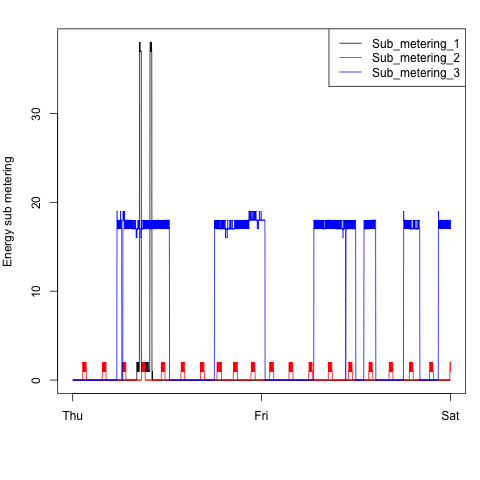 Sub_metering_1
Sub_metering_2
Sub_metering_3
Energy sub metering
30
20
10
0
Thu Fri Sat